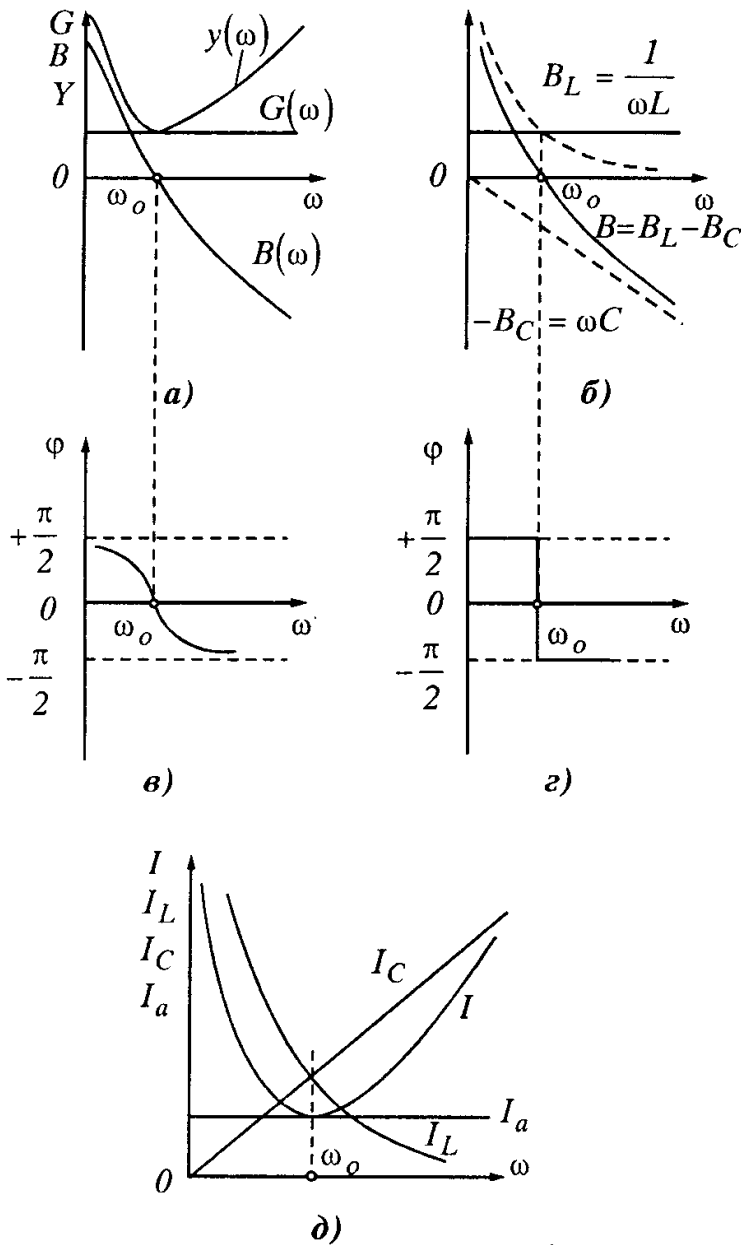 G
B
Y
y(ω)
G(ω)
0
ω₀
ω
B(ω)
а)
B_L = 1/ωL
0
ω₀
ω
B=B_L−B_C
−B_C = ωC
б)
φ
+π/2
0
ω₀
ω
−π/2
в)
φ
+π/2
0
ω₀
ω
−π/2
г)
I
I_L
I_C
I_a
I_C
I
I_a
I_L
0
ω₀
ω
д)